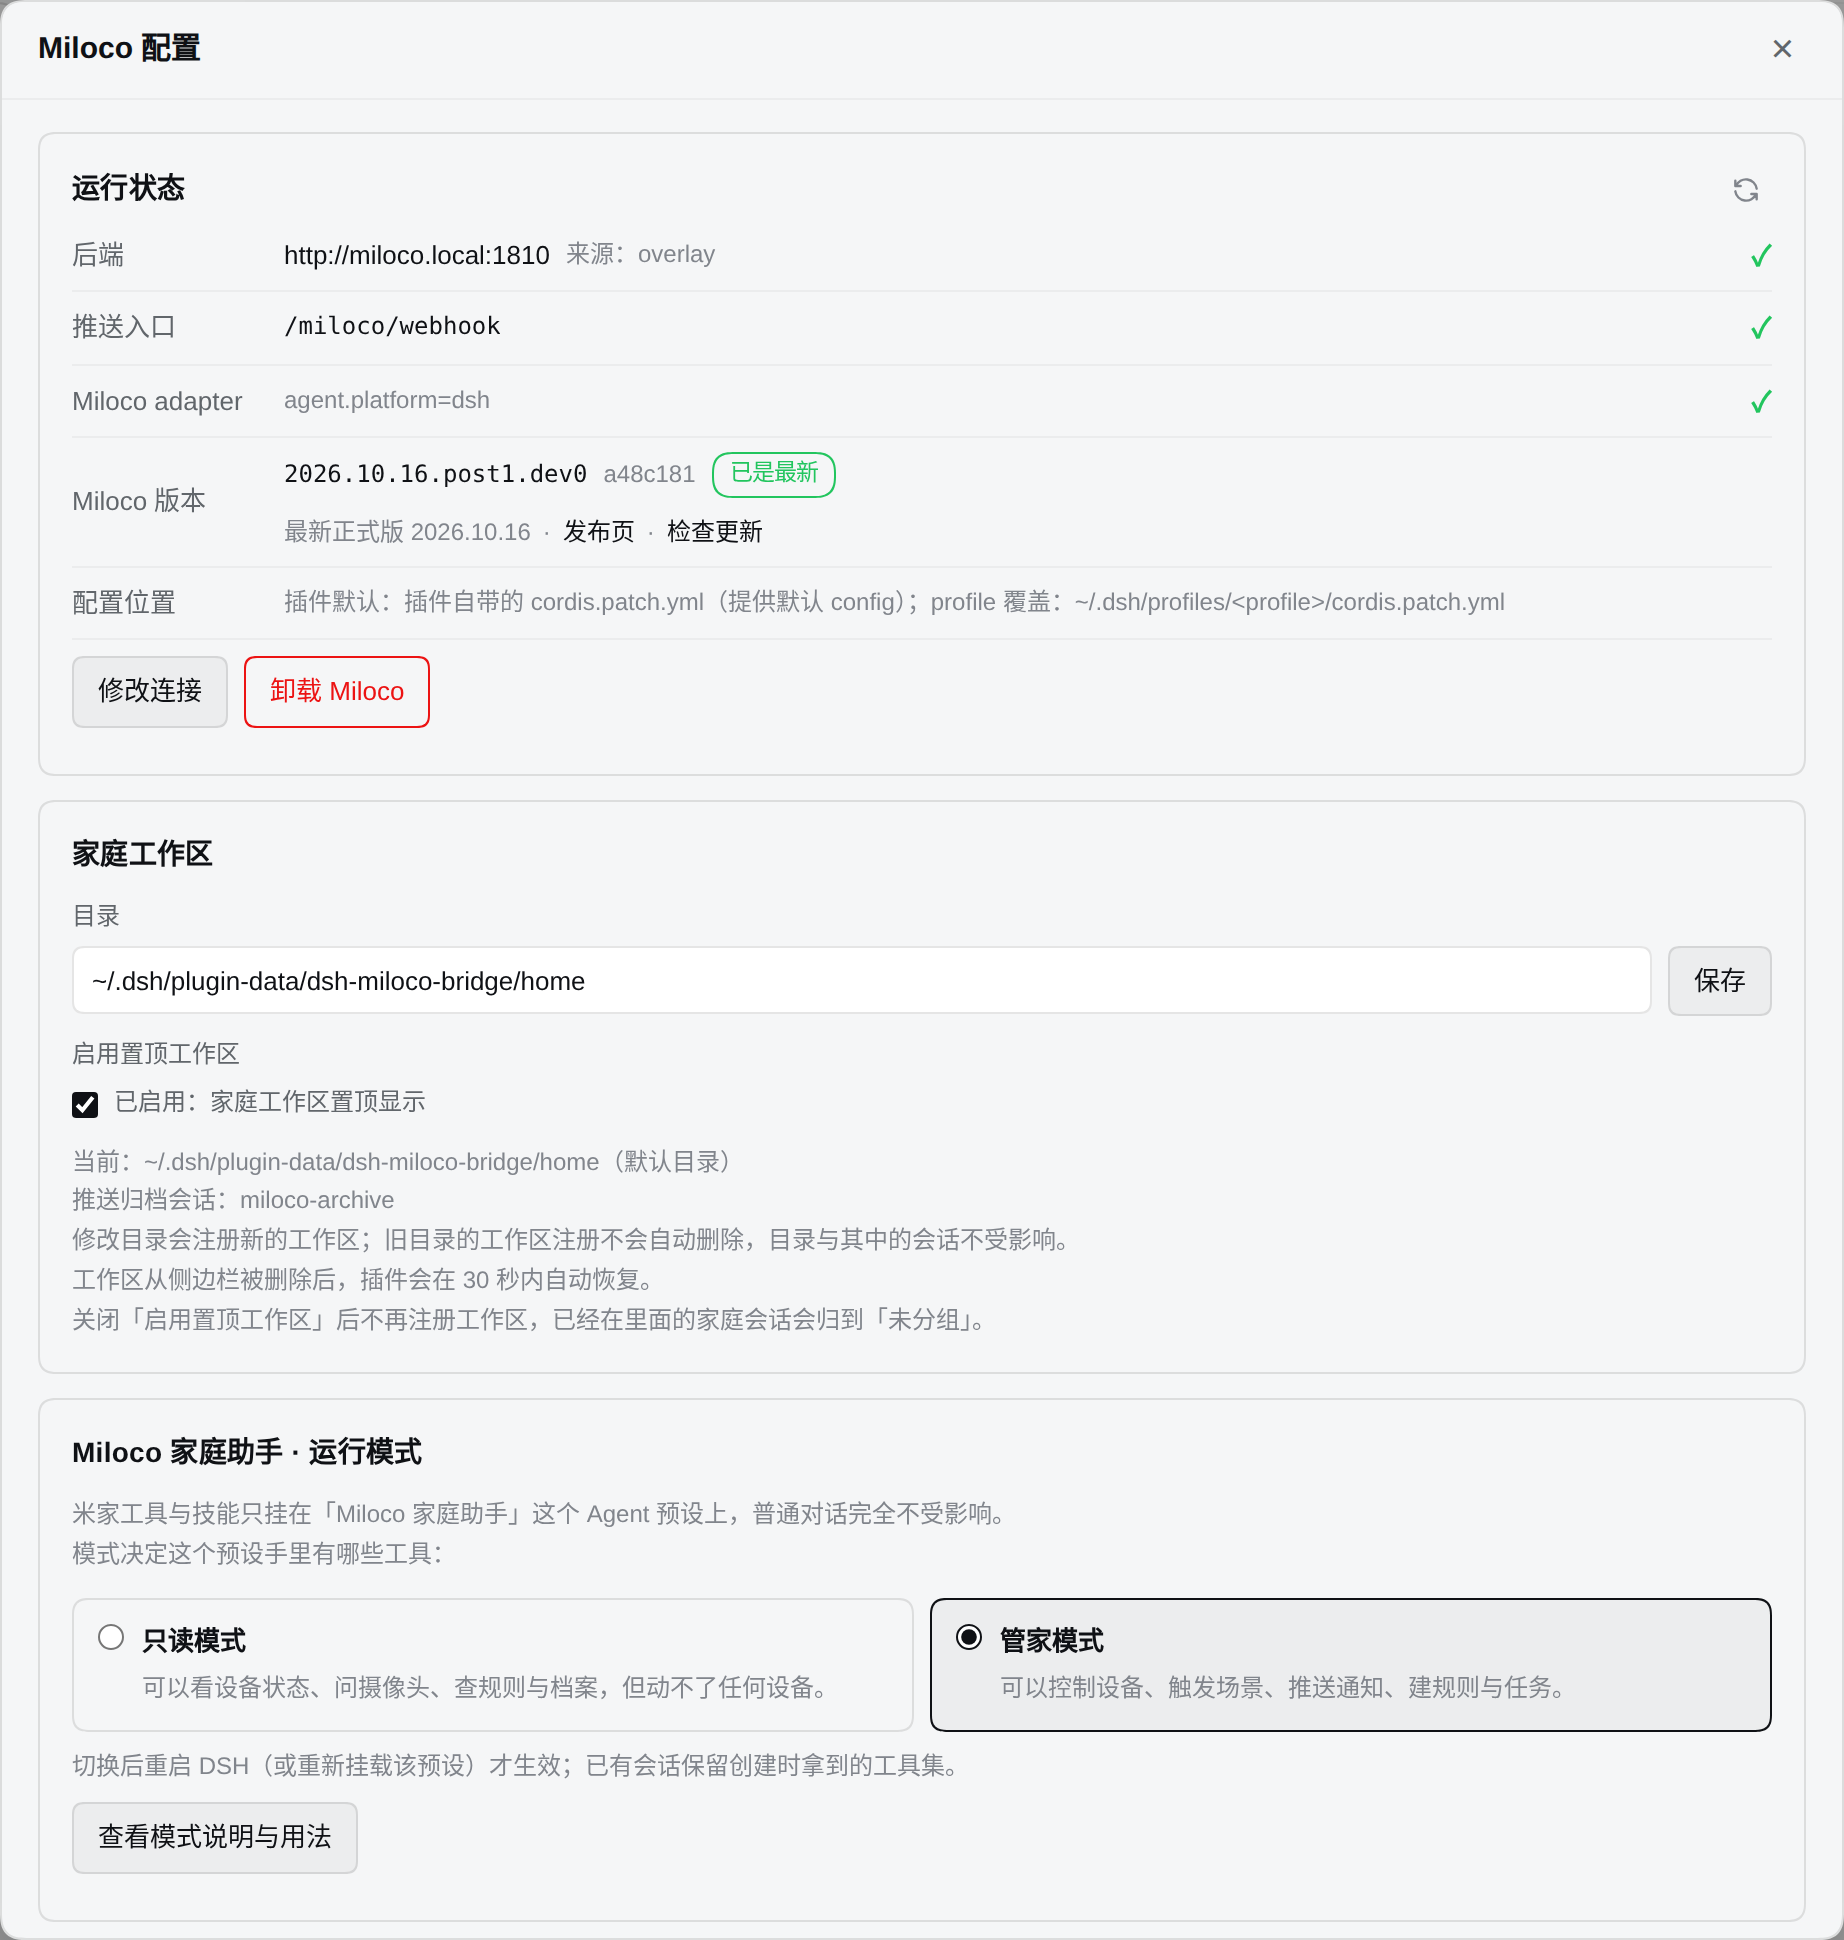 Miloco 配置
运行状态
后端 http://miloco.local:1810 来源：overlay
推送入口 /miloco/webhook
Miloco adapter agent.platform=dsh
Miloco 版本 2026.10.16.post1.dev0 a48c181 已是最新
最新正式版 2026.10.16 · 发布页 · 检查更新
配置位置 插件默认：插件自带的 cordis.patch.yml（提供默认 config）；profile 覆盖：~/.dsh/profiles/<profile>/cordis.patch.yml
修改连接 卸载 Miloco
家庭工作区
目录
~/.dsh/plugin-data/dsh-miloco-bridge/home 保存
启用置顶工作区
已启用：家庭工作区置顶显示
当前：~/.dsh/plugin-data/dsh-miloco-bridge/home（默认目录）
推送归档会话：miloco-archive
修改目录会注册新的工作区；旧目录的工作区注册不会自动删除，目录与其中的会话不受影响。
工作区从侧边栏被删除后，插件会在 30 秒内自动恢复。
关闭「启用置顶工作区」后不再注册工作区，已经在里面的家庭会话会归到「未分组」。
Miloco 家庭助手 · 运行模式
米家工具与技能只挂在「Miloco 家庭助手」这个 Agent 预设上，普通对话完全不受影响。
模式决定这个预设手里有哪些工具：
只读模式
可以看设备状态、问摄像头、查规则与档案，但动不了任何设备。
管家模式
可以控制设备、触发场景、推送通知、建规则与任务。
切换后重启 DSH（或重新挂载该预设）才生效；已有会话保留创建时拿到的工具集。
查看模式说明与用法